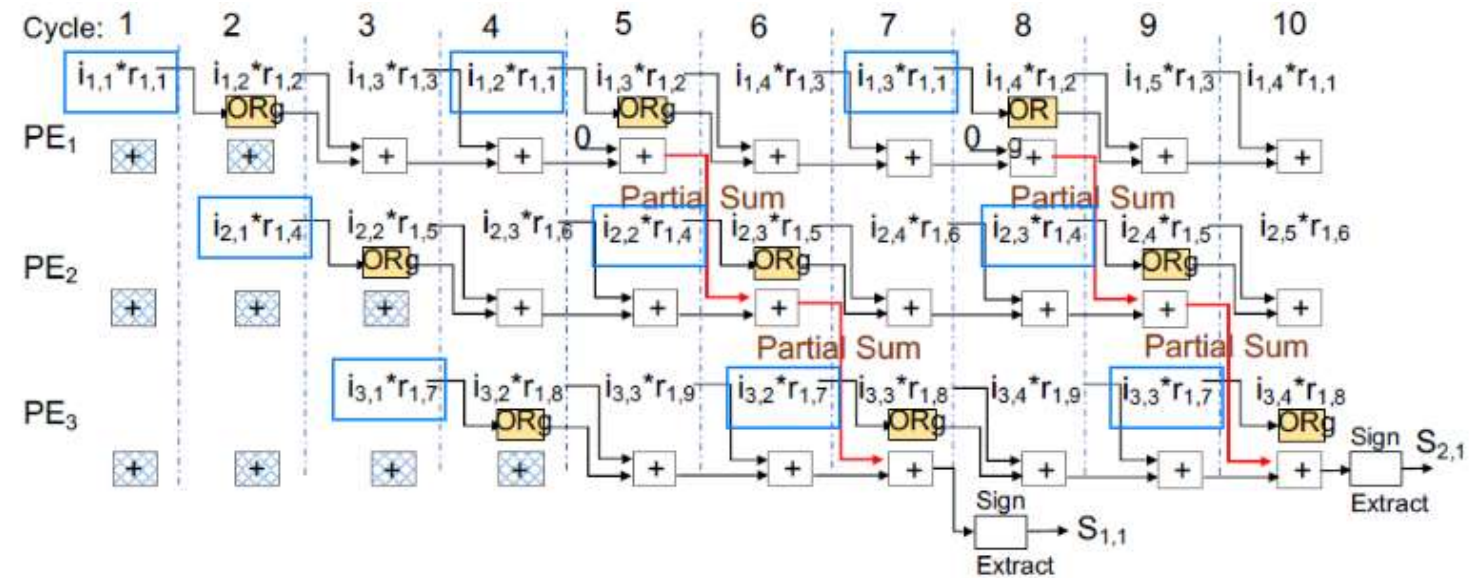 Cycle: 1 2 3 4 5 6 7 8 9 10
i1,1*r1,1 i1,2*r1,2 i1,3*r1,3 i1,2*r1,1 i1,3*r1,2 i1,4*r1,3 i1,3*r1,1 i1,4*r1,2 i1,5*r1,3 i1,4*r1,1
ORg ORg OR
g
PE1
0 0
+ + + + + + + + + +
Partial Sum Partial Sum
i2,1*r1,4 i2,2*r1,5 i2,3*r1,6 i2,2*r1,4 i2,3*r1,5 i2,4*r1,6 i2,3*r1,4 i2,4*r1,5 i2,5*r1,6
PE2
ORg ORg ORg
+ + + + + + + + + +
Partial Sum Partial Sum
i3,1*r1,7 i3,2*r1,8 i3,3*r1,9 i3,2*r1,7 i3,3*r1,8 i3,4*r1,9 i3,3*r1,7 i3,4*r1,8
PE3
ORg ORg ORg
+ + + + + + + + + +
Sign
S2,1
Extract
Sign
S1,1
Extract